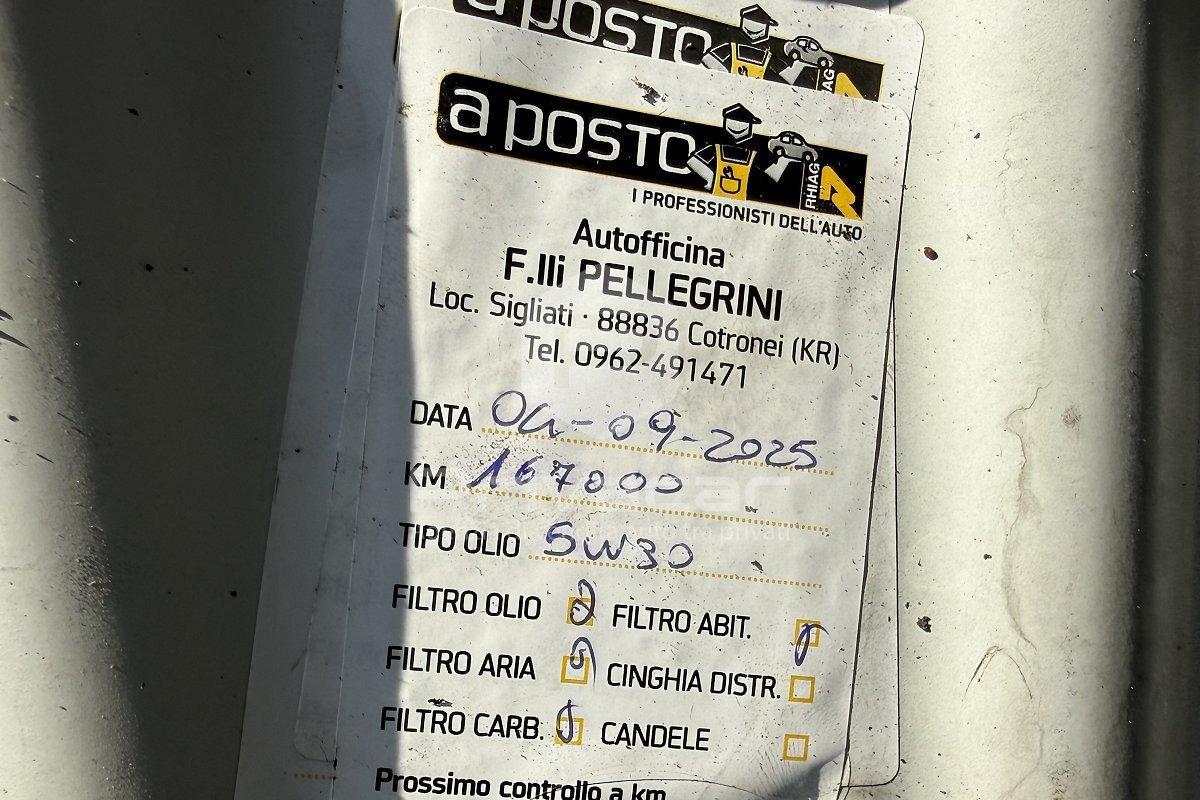 a POSTO
RHIAG
a POSTO
RHIAG
I PROFESSIONISTI DELL'AUTO
Autofficina
F.lli PELLEGRINI
Loc. Sigliati · 88836 Cotronei (KR)
Tel. 0962-491471
DATA 04-09-2025
KM 167000
TIPO OLIO 5W30
FILTRO OLIO FILTRO ABIT.
FILTRO ARIA CINGHIA DISTR.
FILTRO CARB. CANDELE
Prossimo controllo a km